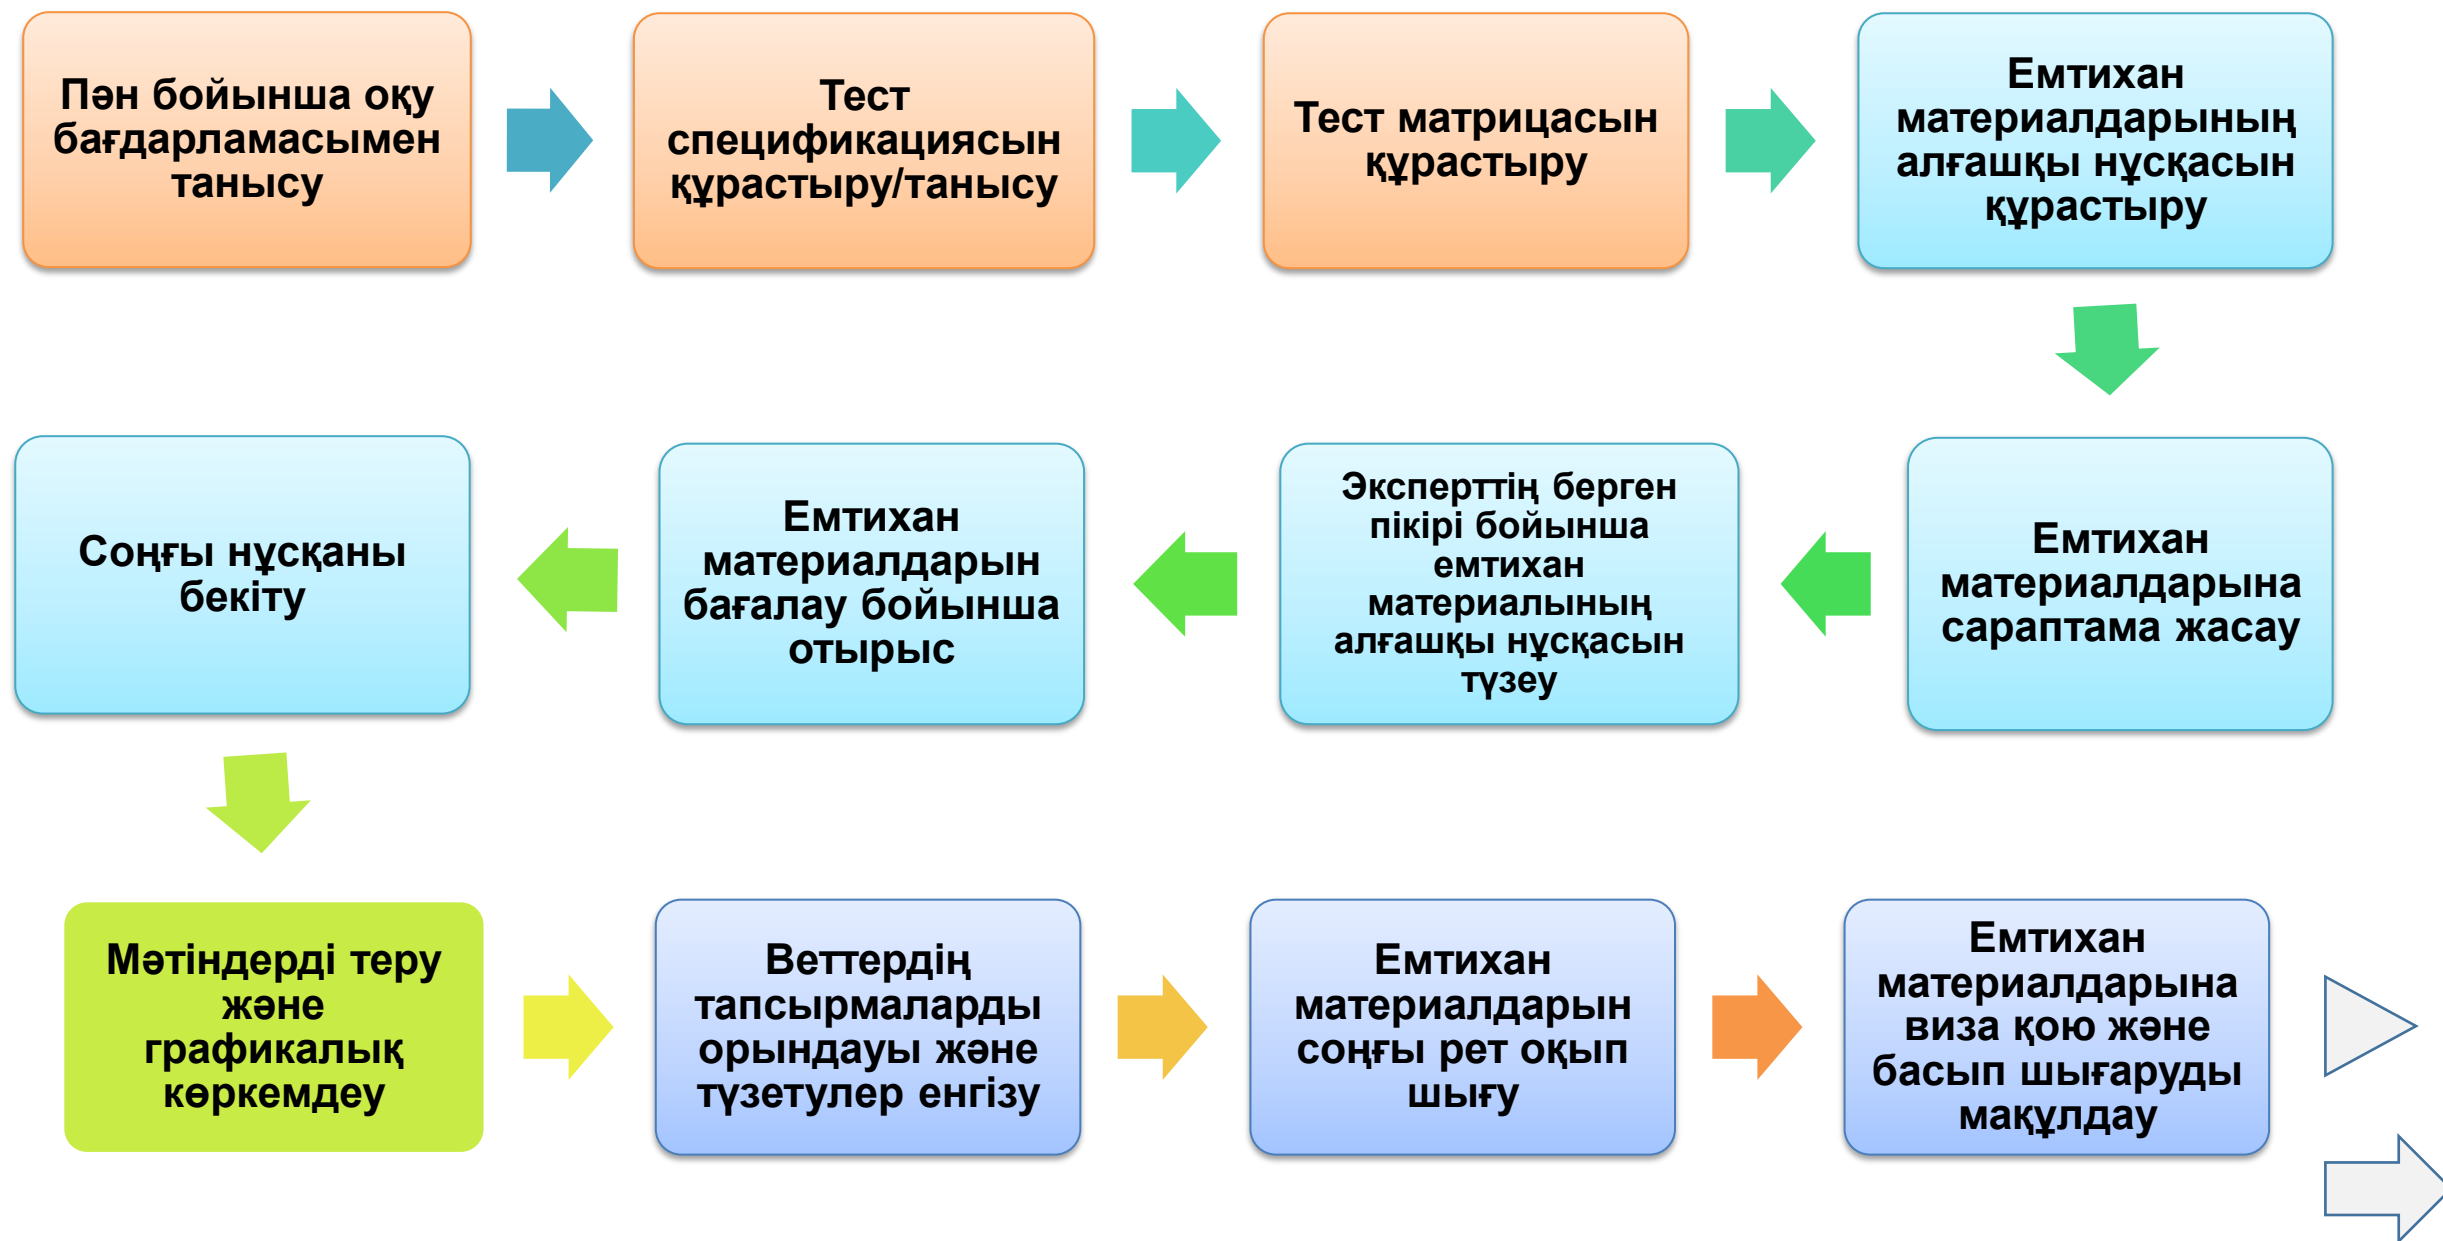 Пән бойынша оқу
бағдарламасымен
танысу
Тест
спецификациясын
құрастыру/танысу
Тест матрицасын
құрастыру
Емтихан
материалдарының
алғашқы нұсқасын
құрастыру
Емтихан
материалдарына
сараптама жасау
Эксперттің берген
пікірі бойынша
емтихан
материалының
алғашқы нұсқасын
түзеу
Емтихан
материалдарын
бағалау бойынша
отырыс
Соңғы нұсқаны
бекіту
Мәтіндерді теру
және
графикалық
көркемдеу
Веттердің
тапсырмаларды
орындауы және
түзетулер енгізу
Емтихан
материалдарын
соңғы рет оқып
шығу
Емтихан
материалдарына
виза қою және
басып шығаруды
мақұлдау